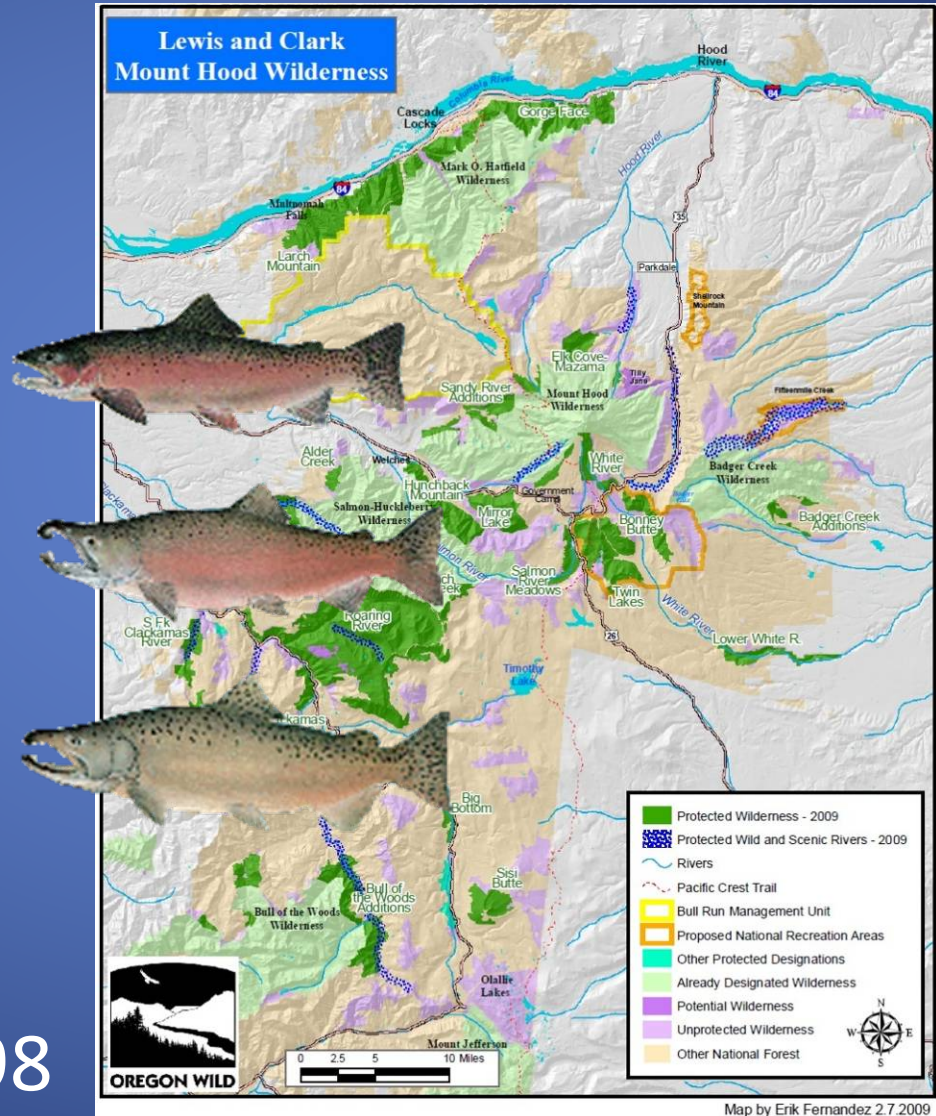 Lewis and Clark
Mount Hood Wilderness
Hood
River
Columbia River
84
Cascade
Locks
Gorge Face
Hood River
Mark O. Hatfield
Wilderness
84
Multnomah
Falls
35
Larch
Mountain
Parkdale
Shellrock
Mountain
Elk Cove-
Mazama
Tilly
Jane
Sandy River
Additions
Mount Hood
Wilderness
Fifteenmile Creek
Alder
Creek
Welches
White
River
Badger Creek
Wilderness
Hunchback
Mountain
Government
Camp
Salmon-Huckleberry
Wilderness
Mirror
Lake
Bonney
Butte
Badger Creek
Additions
Salmon
River
Meadows
Twin
Lakes
S Fk
Clackamas
River
Roaring
River
White River
26
Lower White R.
Timothy
Lake
Big
Bottom
Sisi
Butte
Bull of
the Woods
Additions
Bull of the Woods
Wilderness
Olallie
Lakes
Mount Jefferson
Protected Wilderness - 2009
Protected Wild and Scenic Rivers - 2009
Rivers
Pacific Crest Trail
Bull Run Management Unit
Proposed National Recreation Areas
Other Protected Designations
Already Designated Wilderness
Potential Wilderness
Unprotected Wilderness
Other National Forest
N
W
E
S
OREGON WILD
0 2.5 5 10 Miles
Map by Erik Fernandez 2.7.2009